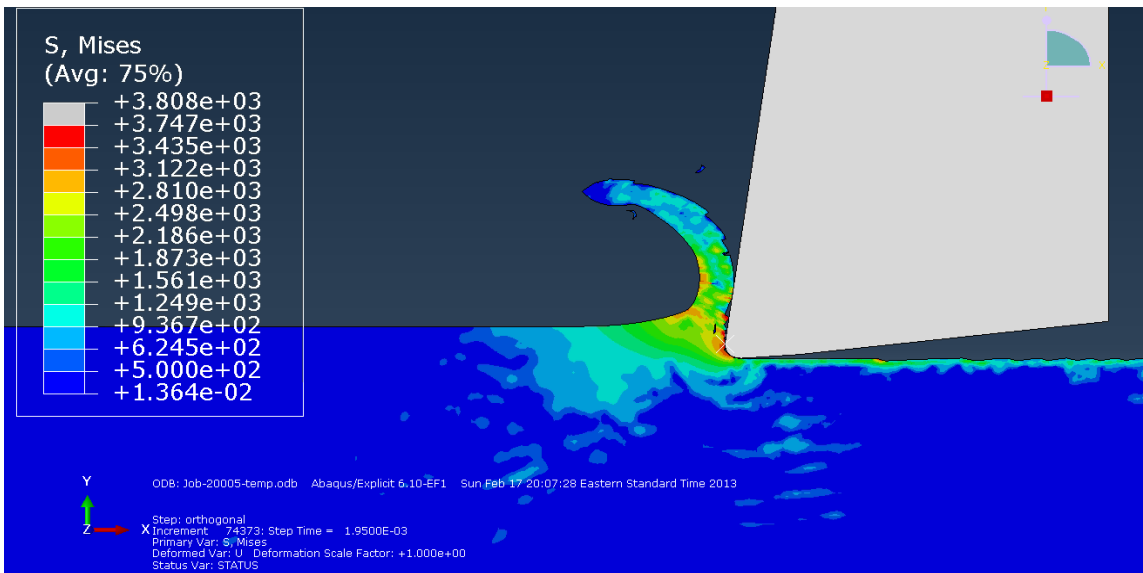 S, Mises
(Avg: 75%)
+3.808e+03
+3.747e+03
+3.435e+03
+3.122e+03
+2.810e+03
+2.498e+03
+2.186e+03
+1.873e+03
+1.561e+03
+1.249e+03
+9.367e+02
+6.245e+02
+5.000e+02
+1.364e-02
Z X
Y
Z X
ODB: Job-20005-temp.odb Abaqus/Explicit 6.10-EF1 Sun Feb 17 20:07:28 Eastern Standard Time 2013
Step: orthogonal
Increment 74373: Step Time = 1.9500E-03
Primary Var: S, Mises
Deformed Var: U Deformation Scale Factor: +1.000e+00
Status Var: STATUS